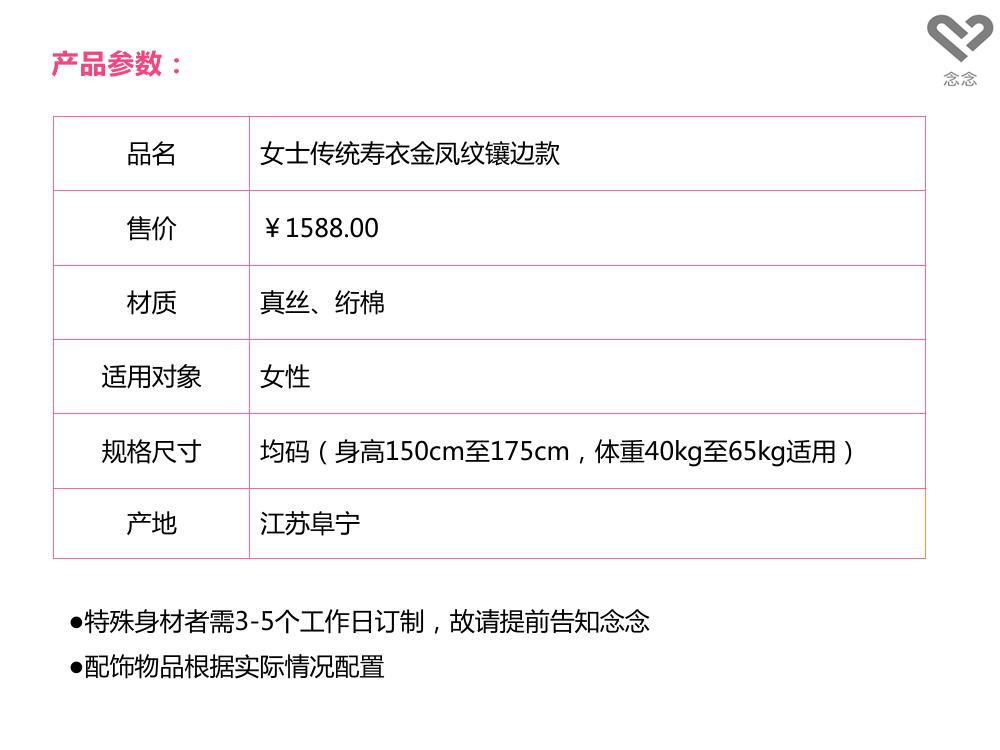 念念
产品参数：
品名 女士传统寿衣金凤纹镶边款
售价 ￥1588.00
材质 真丝、绗棉
适用对象 女性
规格尺寸 均码（身高150cm至175cm，体重40kg至65kg适用）
产地 江苏阜宁
●特殊身材者需3-5个工作日订制，故请提前告知念念
●配饰物品根据实际情况配置